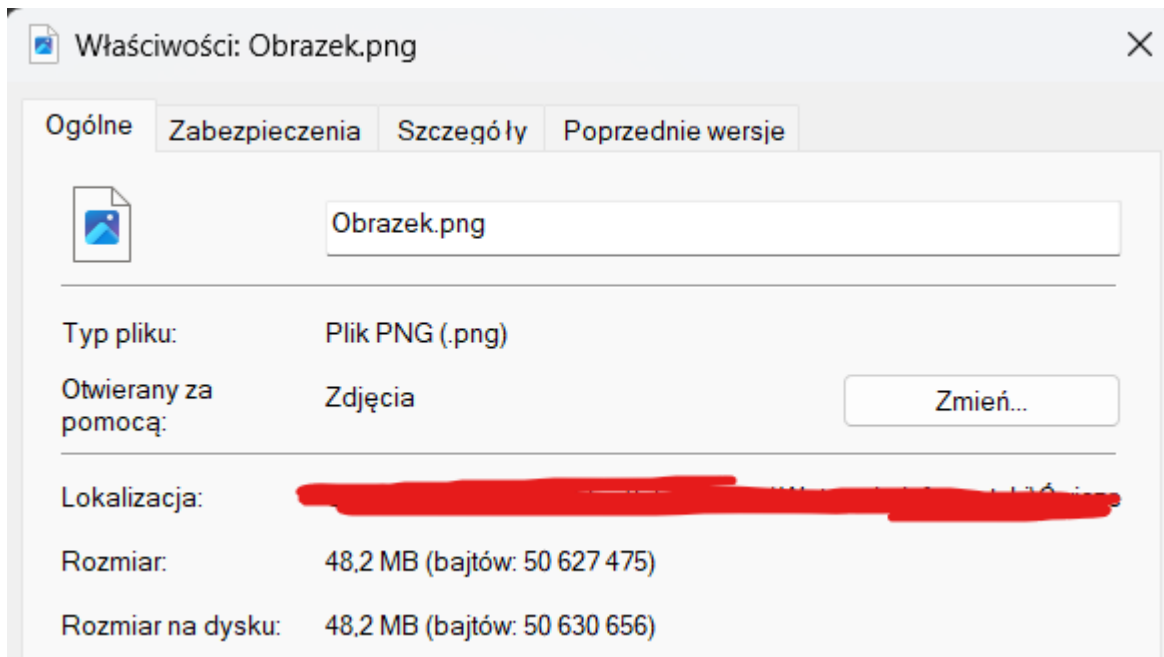 Właściwości: Obrazek.png
Ogólne Zabezpieczenia Szczegóły Poprzednie wersje
Obrazek.png
Typ pliku: Plik PNG (.png)
Otwierany za pomocą: Zdjęcia Zmień...
Lokalizacja:
Rozmiar: 48,2 MB (bajtów: 50 627 475)
Rozmiar na dysku: 48,2 MB (bajtów: 50 630 656)